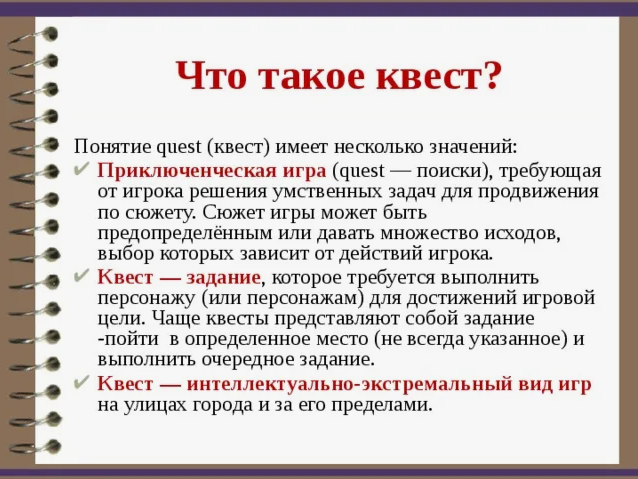 Что такое квест?
Понятие quest (квест) имеет несколько значений:
Приключенческая игра (quest — поиски), требующая
от игрока решения умственных задач для продвижения
по сюжету. Сюжет игры может быть
предопределённым или давать множество исходов,
выбор которых зависит от действий игрока.
Квест — задание, которое требуется выполнить
персонажу (или персонажам) для достижений игровой
цели. Чаще квесты представляют собой задание
-пойти в определенное место (не всегда указанное) и
выполнить очередное задание.
Квест — интеллектуально-экстремальный вид игр
на улицах города и за его пределами.